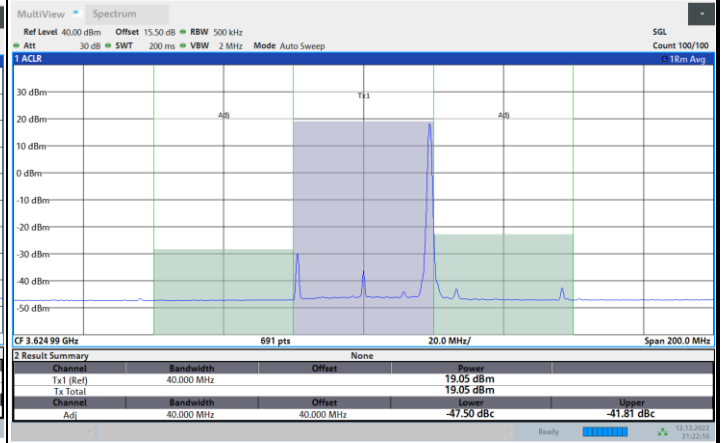 MultiView Spectrum
Ref Level 40.00 dBm Offset 15.50 dB RBW 500 kHz SGL
Att 30 dB SWT 200 ms VBW 2 MHz Mode Auto Sweep Count 100/100
1 ACLR 1Rm Avg
Tx1
Adj Adj
30 dBm
20 dBm
10 dBm
0 dBm
-10 dBm
-20 dBm
-30 dBm
-40 dBm
-50 dBm
CF 3.624 99 GHz 691 pts 20.0 MHz/ Span 200.0 MHz
2 Result Summary None
Channel Bandwidth Offset Power
Tx1 (Ref) 40.000 MHz 19.05 dBm
Tx Total 19.05 dBm
Channel Bandwidth Offset Lower Upper
Adj 40.000 MHz 40.000 MHz -47.50 dBc -41.81 dBc
Ready 12.12.2022
21:22:19